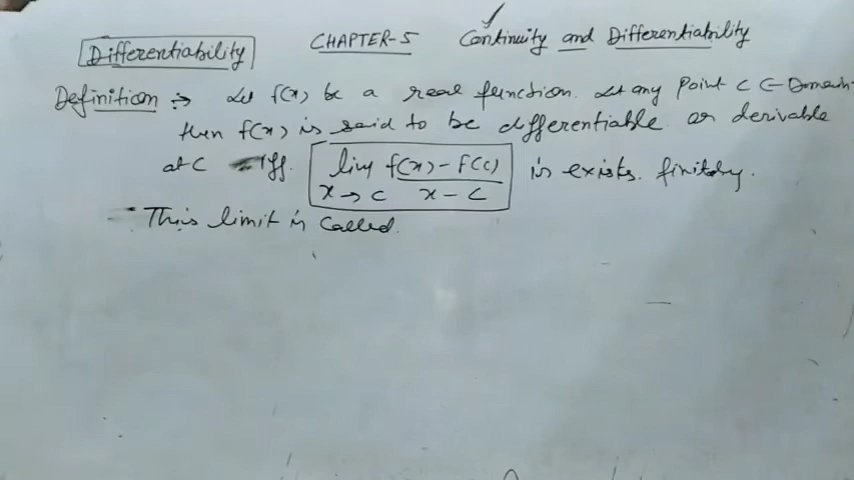 Differentiability CHAPTER-5 Continuity and Differentiability
Definition :→ Let f(x) be a real function. Let any Point C ∈ Domain.
then f(x) is said to be differentiable or derivable
at C iff. lim x→c f(x)-f(c) / x-c is exists. finitely.
This limit is called.